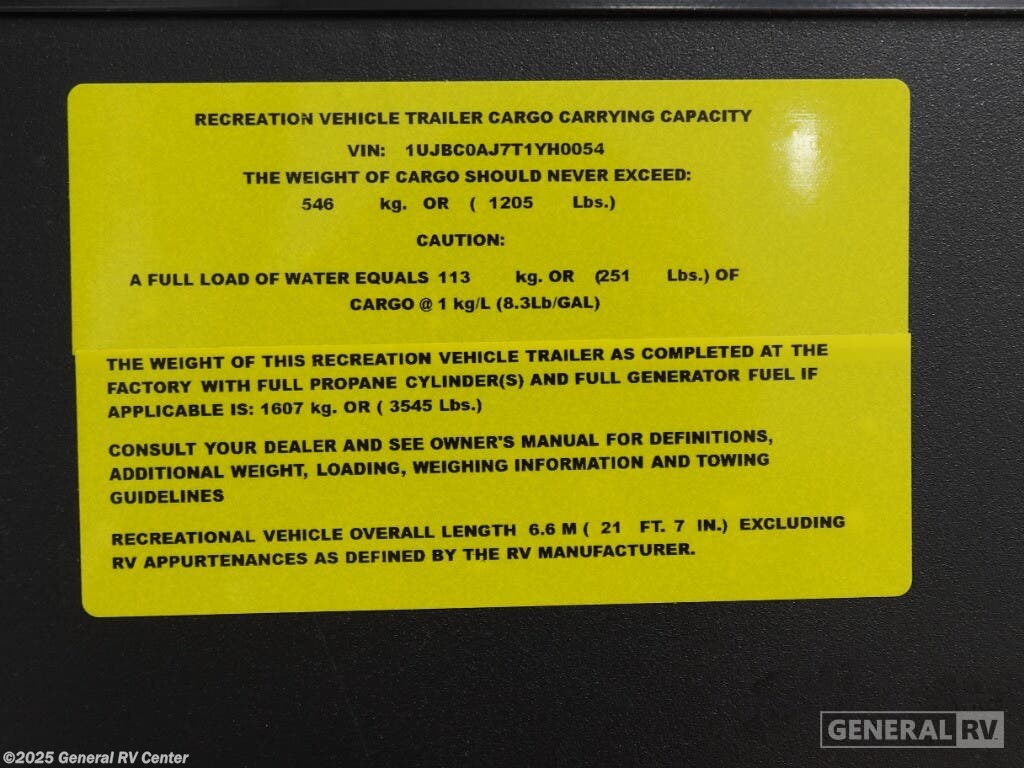 RECREATION VEHICLE TRAILER CARGO CARRYING CAPACITY
VIN: 1UJBC0AJ7T1YH0054
THE WEIGHT OF CARGO SHOULD NEVER EXCEED:
546 kg. OR ( 1205 Lbs.)
CAUTION:
A FULL LOAD OF WATER EQUALS 113 kg. OR (251 Lbs.) OF
CARGO @ 1 kg/L (8.3Lb/GAL)
THE WEIGHT OF THIS RECREATION VEHICLE TRAILER AS COMPLETED AT THE
FACTORY WITH FULL PROPANE CYLINDER(S) AND FULL GENERATOR FUEL IF
APPLICABLE IS: 1607 kg. OR ( 3545 Lbs.)
CONSULT YOUR DEALER AND SEE OWNER'S MANUAL FOR DEFINITIONS,
ADDITIONAL WEIGHT, LOADING, WEIGHING INFORMATION AND TOWING
GUIDELINES
RECREATIONAL VEHICLE OVERALL LENGTH 6.6 M ( 21 FT. 7 IN.) EXCLUDING
RV APPURTENANCES AS DEFINED BY THE RV MANUFACTURER.
GENERAL RV
©2025 General RV Center